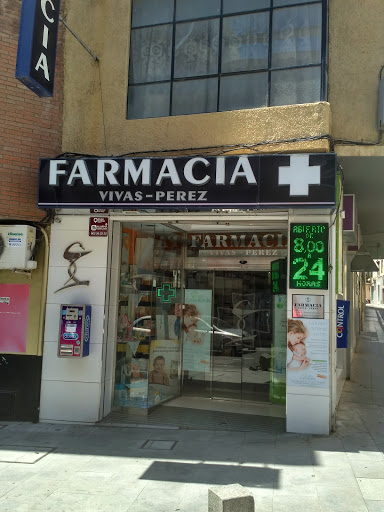 CIA
FARMACIA
VIVAS-PEREZ
FARMACIA
VIVAS-PEREZ
ABIERTO
DE
8,00
A
24
HORAS
FARMACIA
CONTROL